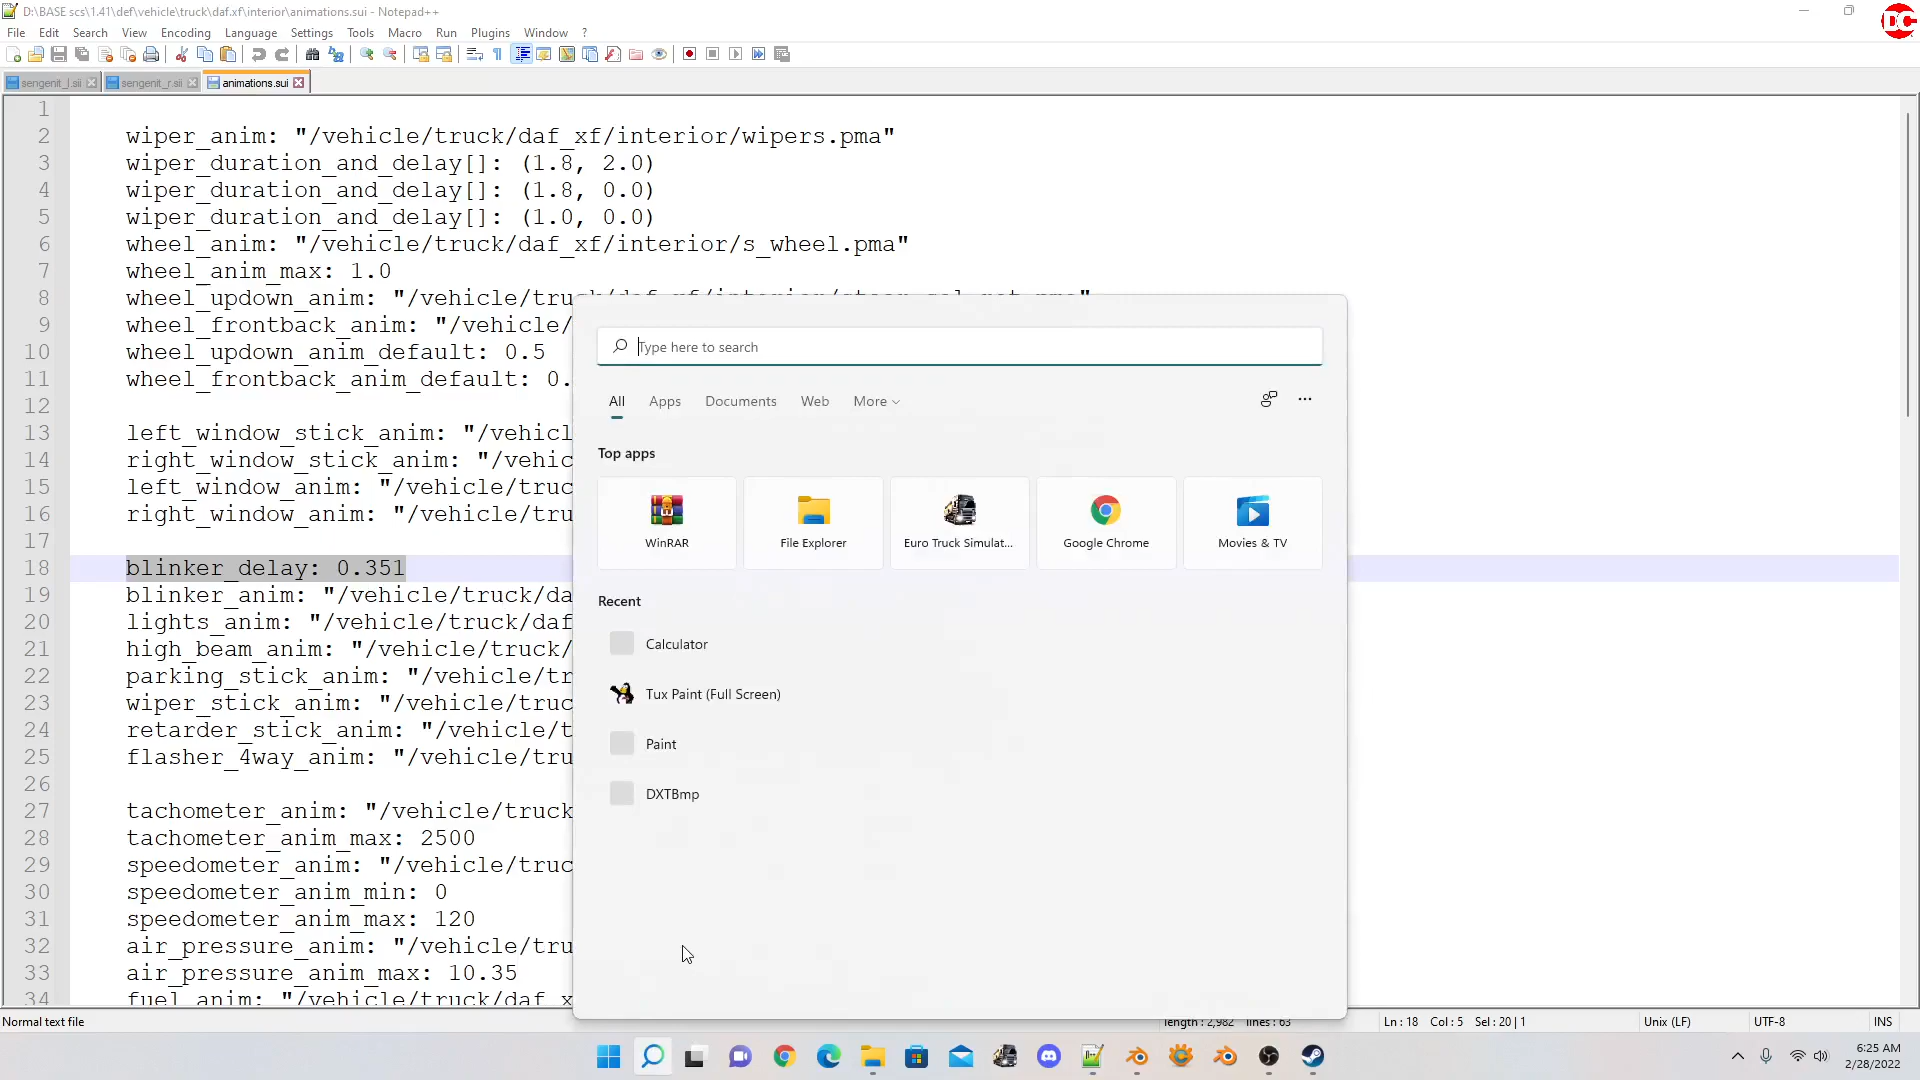 D:\BASE scs\1.41\def\vehicle\truck\daf.xf\interior\animations.sui - Notepad++
DC
File Edit Search View Encoding Language Settings Tools Macro Run Plugins Window ?
sengenit_l.sii sengenit_r.sii animations.sui
1
2 wiper_anim: "/vehicle/truck/daf_xf/interior/wipers.pma"
3 wiper_duration_and_delay[]: (1.8, 2.0)
4 wiper_duration_and_delay[]: (1.8, 0.0)
5 wiper_duration_and_delay[]: (1.0, 0.0)
6 wheel_anim: "/vehicle/truck/daf_xf/interior/s_wheel.pma"
7 wheel_anim_max: 1.0
8 wheel_updown_anim: "/vehicle/tru
9 wheel_frontback_anim: "/vehicle/
10 wheel_updown_anim_default: 0.5
11 wheel_frontback_anim_default: 0.
12
13 left_window_stick_anim: "/vehicl
14 right_window_stick_anim: "/vehic
15 left_window_anim: "/vehicle/truc
16 right_window_anim: "/vehicle/tru
17
18 blinker_delay: 0.351
19 blinker_anim: "/vehicle/truck/da
20 lights_anim: "/vehicle/truck/daf
21 high_beam_anim: "/vehicle/truck/
22 parking_stick_anim: "/vehicle/tr
23 wiper_stick_anim: "/vehicle/truc
24 retarder_stick_anim: "/vehicle/t
25 flasher_4way_anim: "/vehicle/tru
26
27 tachometer_anim: "/vehicle/truck
28 tachometer_anim_max: 2500
29 speedometer_anim: "/vehicle/truc
30 speedometer_anim_min: 0
31 speedometer_anim_max: 120
32 air_pressure_anim: "/vehicle/tru
33 air_pressure_anim_max: 10.35
34 fuel_anim: "/vehicle/truck/daf_x
Type here to search
All Apps Documents Web More
Top apps
WinRAR File Explorer Euro Truck Simulat... Google Chrome Movies & TV
Recent
Calculator
Tux Paint (Full Screen)
Paint
DXTBmp
Normal text file length : 2,982 lines : 63 Ln : 18 Col : 5 Sel : 20 | 1 Unix (LF) UTF-8 INS
6:25 AM
2/28/2022